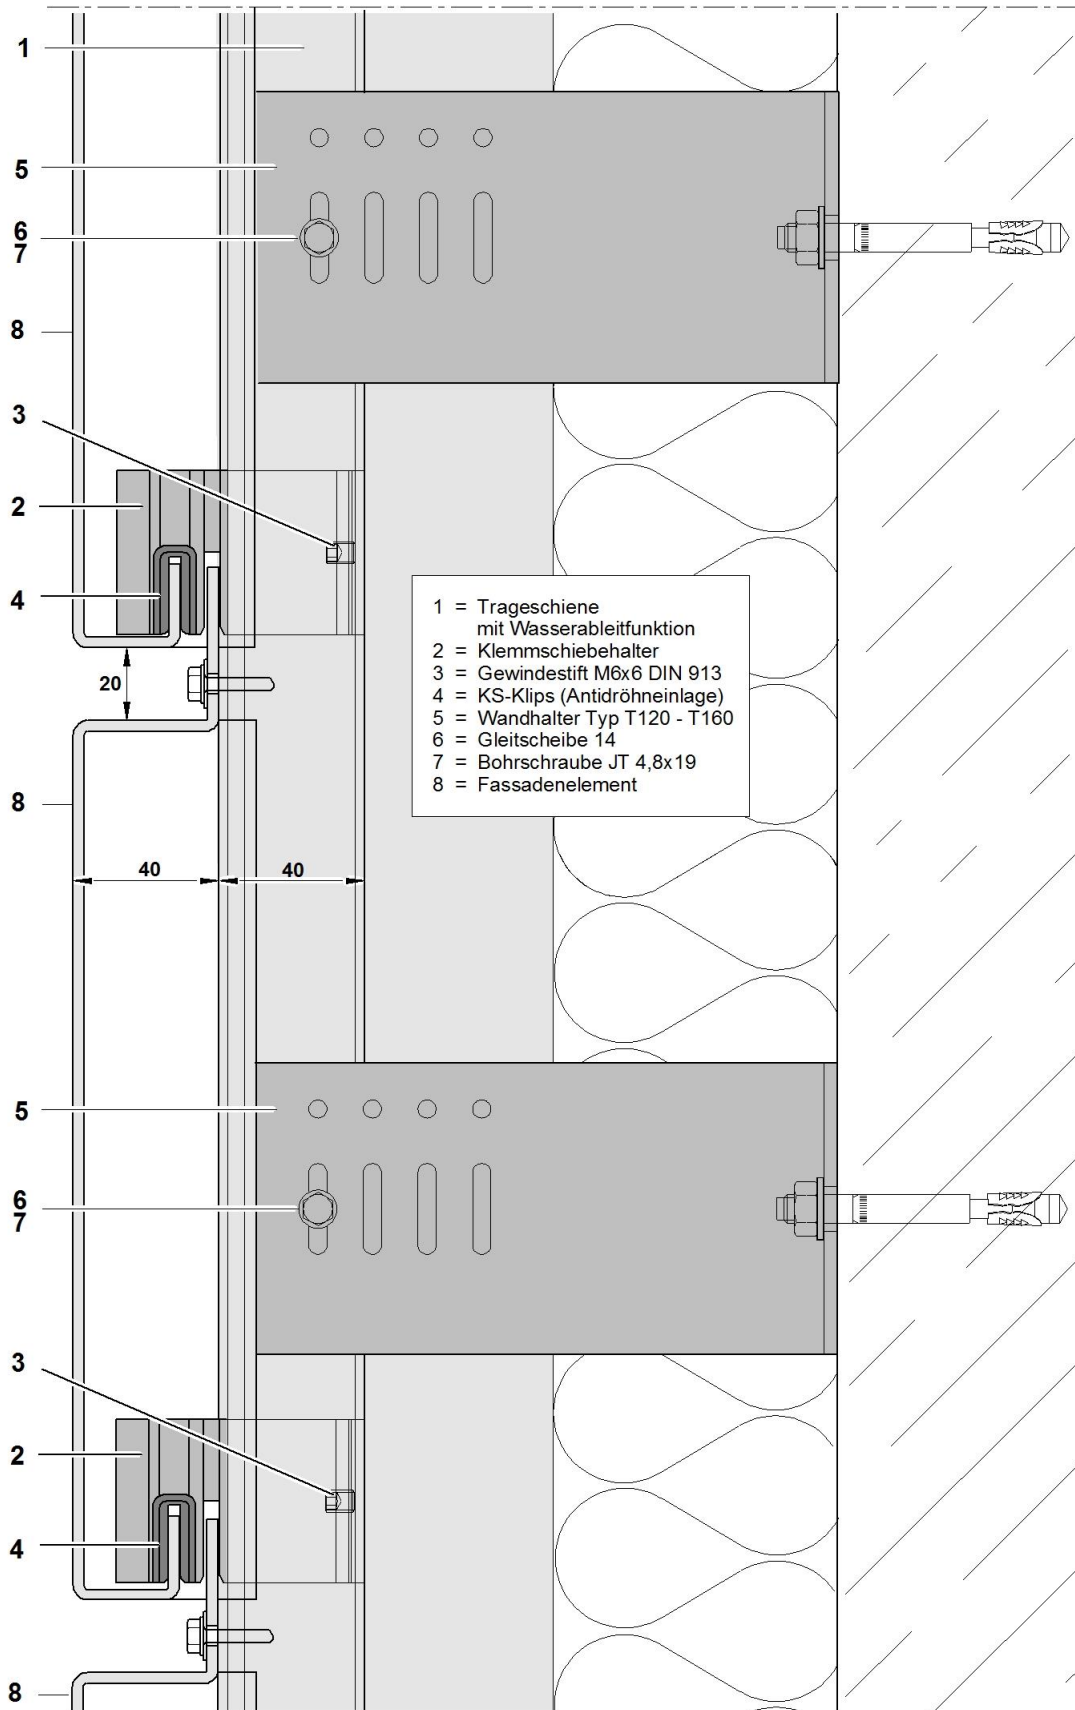 1
5
6
7
8
3
2
4
1 = Trageschiene
mit Wasserableitfunktion
2 = Klemmschiebehalter
3 = Gewindestift M6x6 DIN 913
4 = KS-Klips (Antidröhneinlage)
5 = Wandhalter Typ T120 - T160
6 = Gleitscheibe 14
7 = Bohrschraube JT 4,8x19
8 = Fassadenelement
20
8
40 40
5
6
7
3
2
4
8